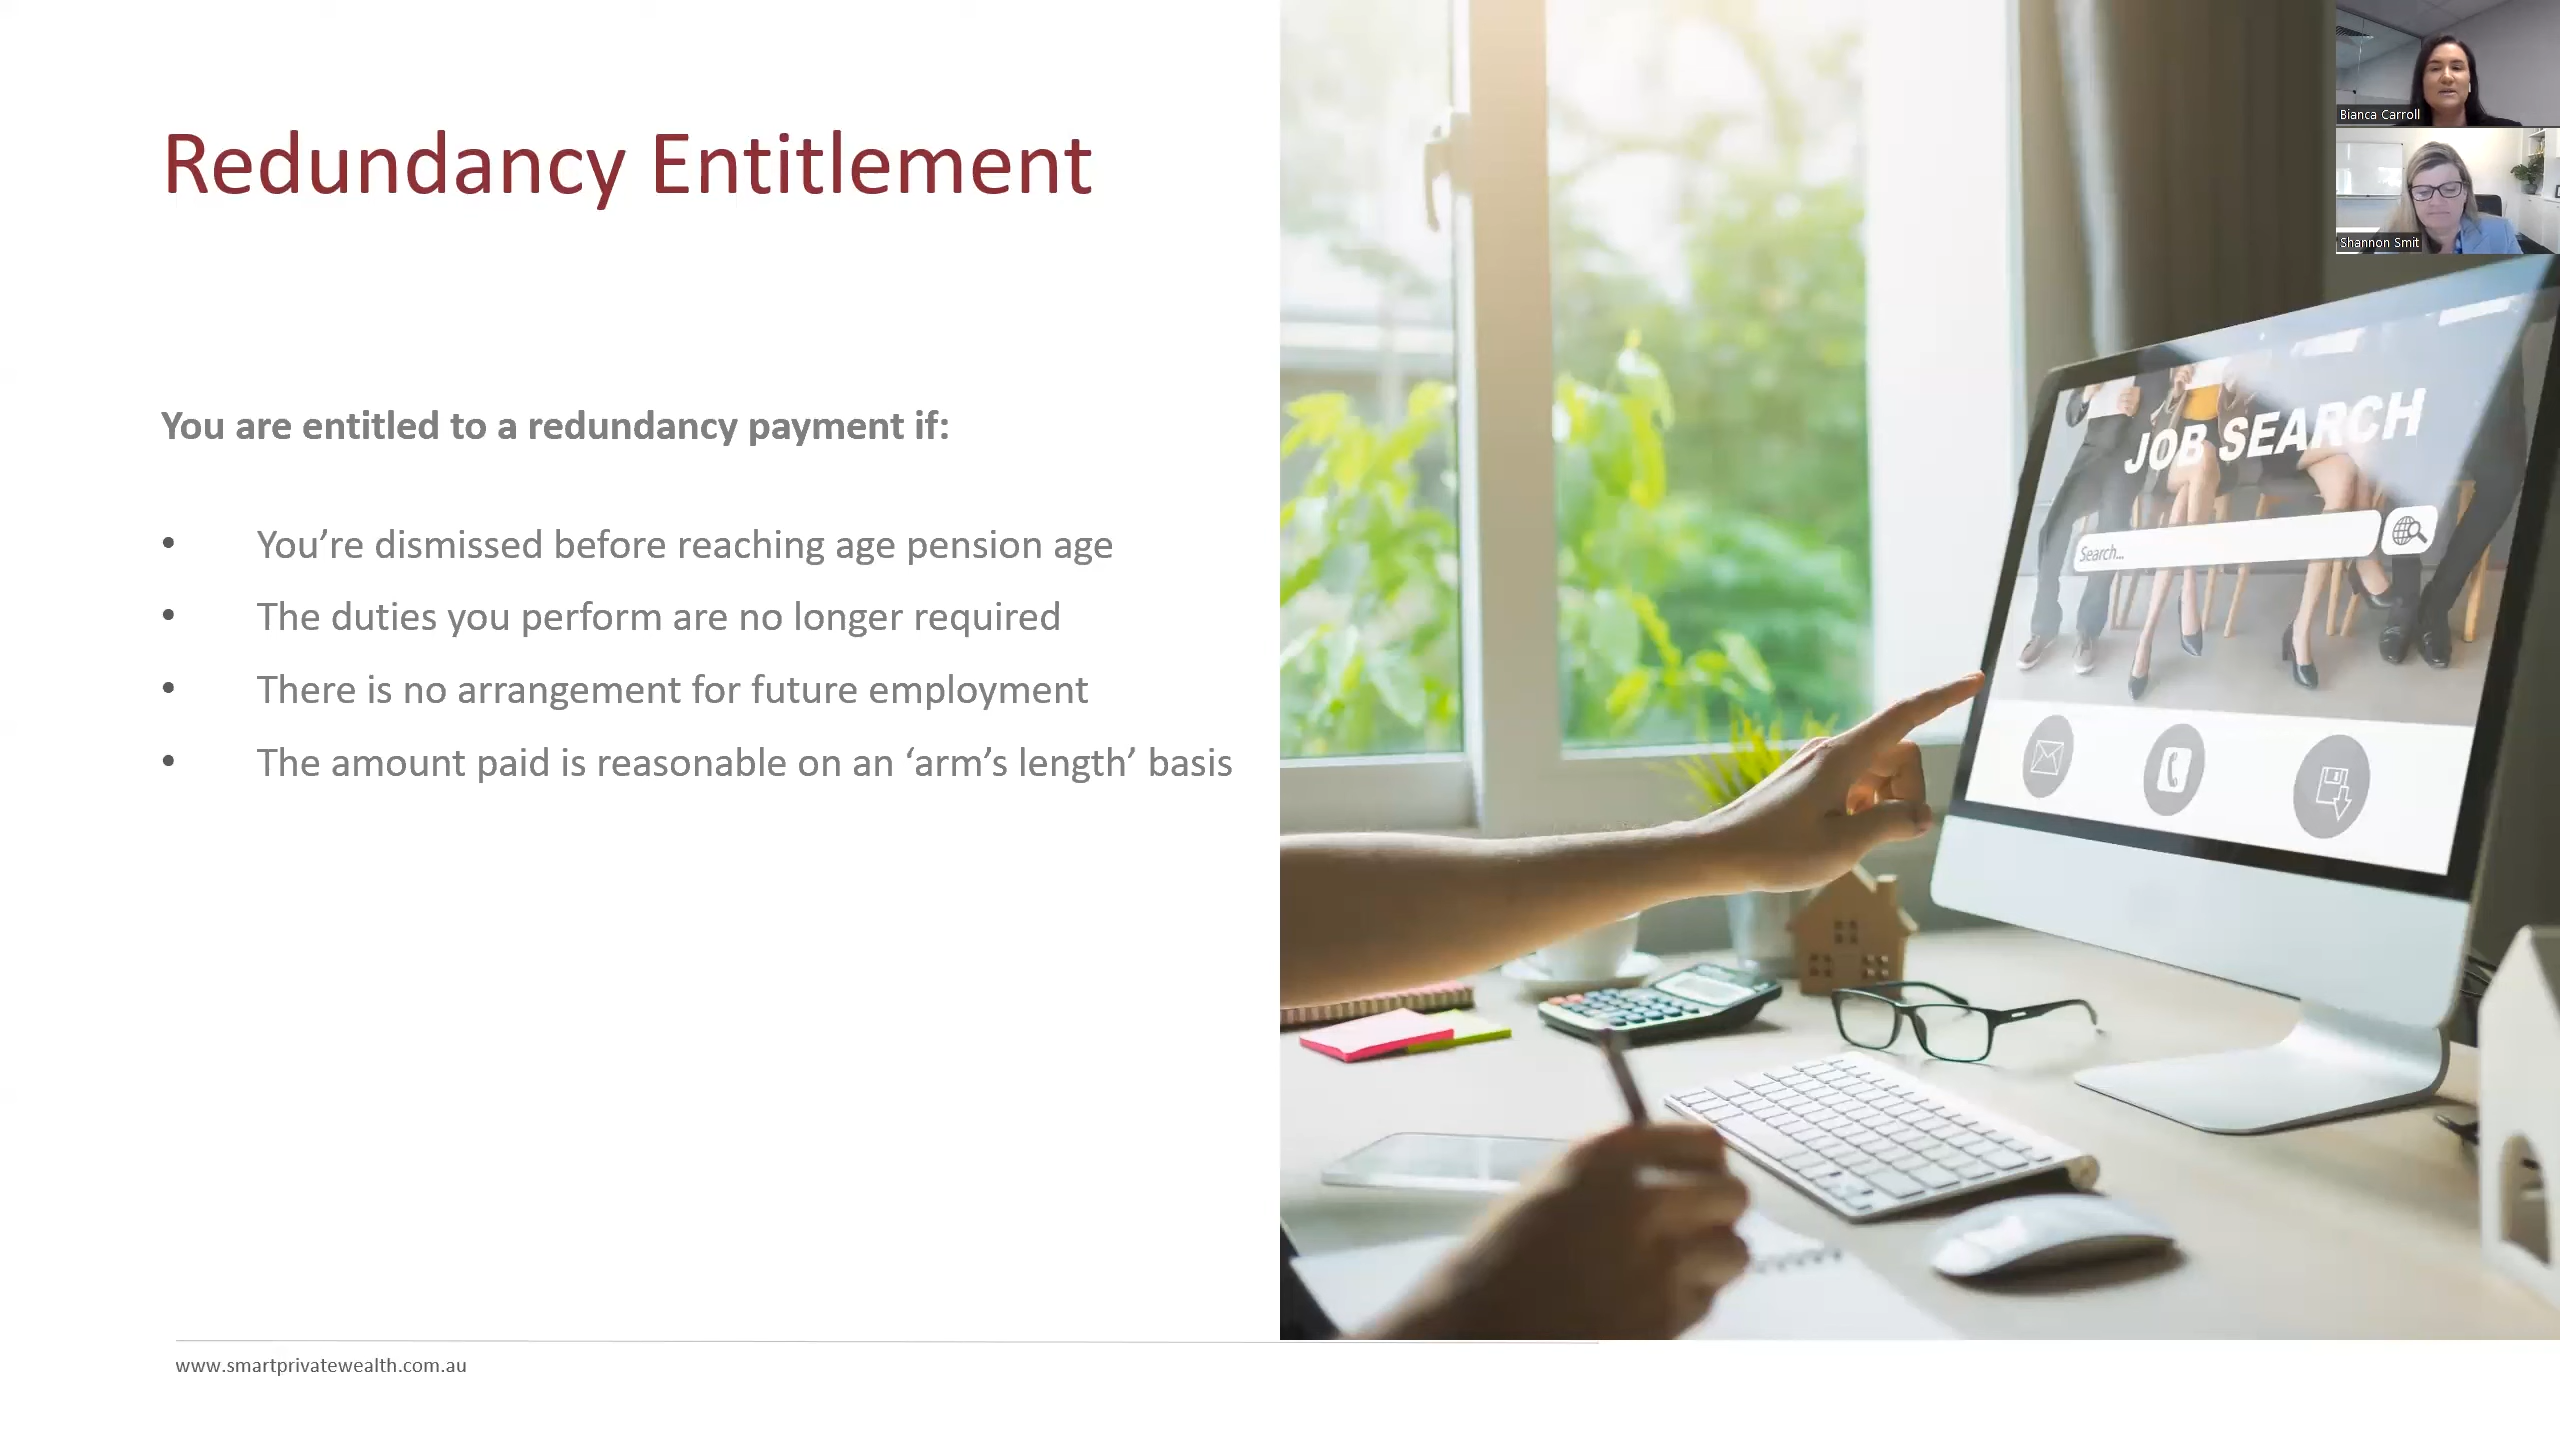 Redundancy Entitlement
You are entitled to a redundancy payment if:
• You’re dismissed before reaching age pension age
• The duties you perform are no longer required
• There is no arrangement for future employment
• The amount paid is reasonable on an ‘arm’s length’ basis
www.smartprivatewealth.com.au
Bianca Carroll
Shannon Smit
JOB SEARCH
Search...